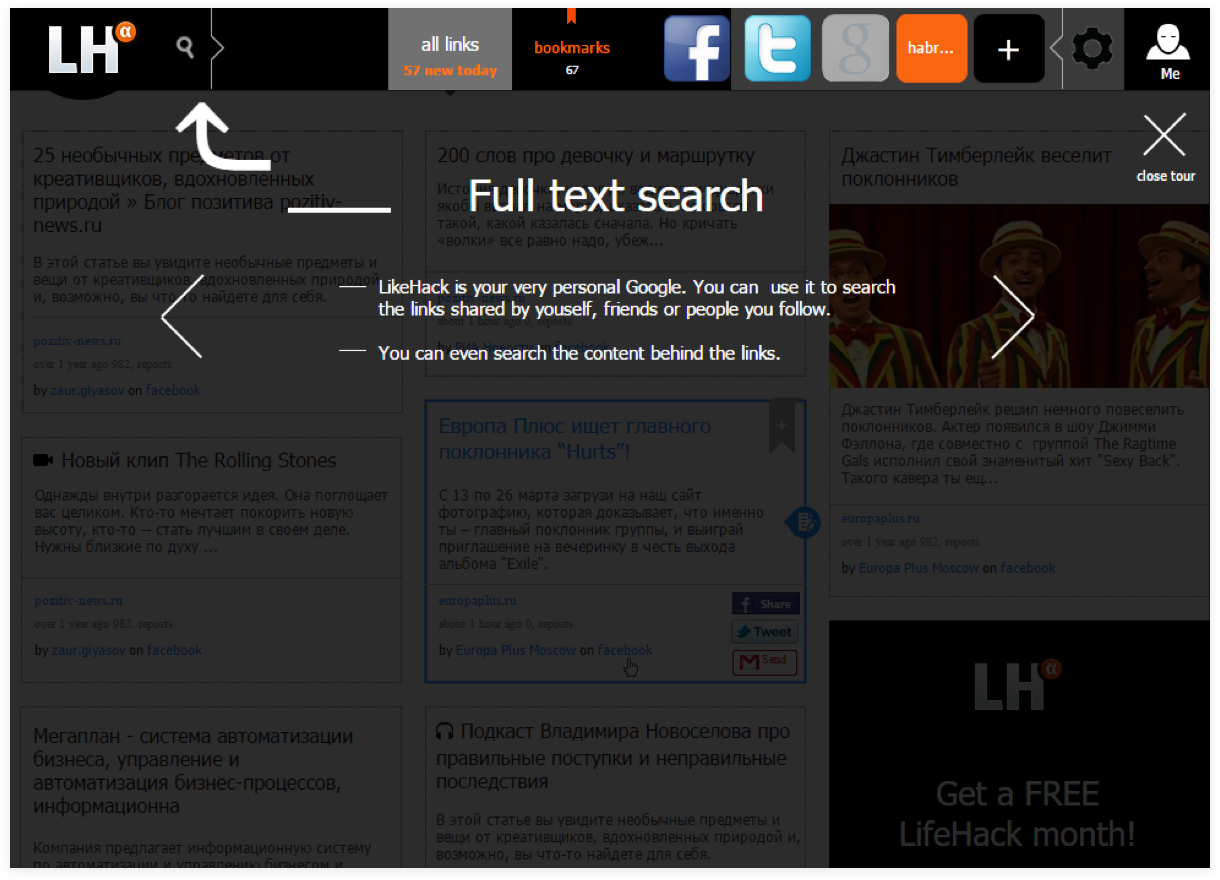 LH α
all links
57 new today
bookmarks
67
habr...
+
Me
close tour
Full text search
LikeHack is your very personal Google. You can use it to search
the links shared by youself, friends or people you follow.
You can even search the content behind the links.
25 необычных предметов от
креативщиков, вдохновленных
природой » Блог позитива pozitiv-
news.ru
В этой статье вы увидите необычные предметы и
вещи от креативщиков, вдохновленных природой
и, возможно, вы что-то найдете для себя.
pozitiv-news.ru
over 1 year ago 982, reposts
by zaur.giyasov on facebook
Новый клип The Rolling Stones
Однажды внутри разгорается идея. Она поглощает
вас целиком. Кто-то мечтает покорить новую
высоту, кто-то – стать лучшим в своем деле.
Нужны близкие по духу ...
pozitiv-news.ru
over 1 year ago 982, reposts
by zaur.giyasov on facebook
Мегаплан - система автоматизации
бизнеса, управление и
автоматизация бизнес-процессов,
информационна
Компания предлагает информационную систему
по автоматизации и управлению бизнесом и
200 слов про девочку и маршрутку
такой, какой казалась сначала. Но кричать
«волки» все равно надо, убеж...
pozitiv-news.ru
about 1 hour ago 0, reposts
by РИА Новости on facebook
Европа Плюс ищет главного
поклонника “Hurts”!
С 13 по 26 марта загрузи на наш сайт
фотографию, которая доказывает, что именно
ты – главный поклонник группы, и выиграй
приглашение на вечеринку в честь выхода
альбома "Exile".
europaplus.ru
about 1 hour ago 0, reposts
by Europa Plus Moscow on facebook
Share
Tweet
Send
Подкаст Владимира Новоселова про
правильные поступки и неправильные
последствия
В этой статье вы увидите необычные предметы и
вещи от креативщиков, вдохновленных природой и,
возможно, вы что-то найдете для себя.
Джастин Тимберлейк веселит
поклонников
Джастин Тимберлейк решил немного повеселить
поклонников. Актер появился в шоу Джимми
Фэллона, где совместно с группой The Ragtime
Gals исполнил свой знаменитый хит "Sexy Back".
Такого кавера ты ещ...
europaplus.ru
over 1 year ago 982, reposts
by Europa Plus Moscow on facebook
LH α
Get a FREE
LifeHack month!